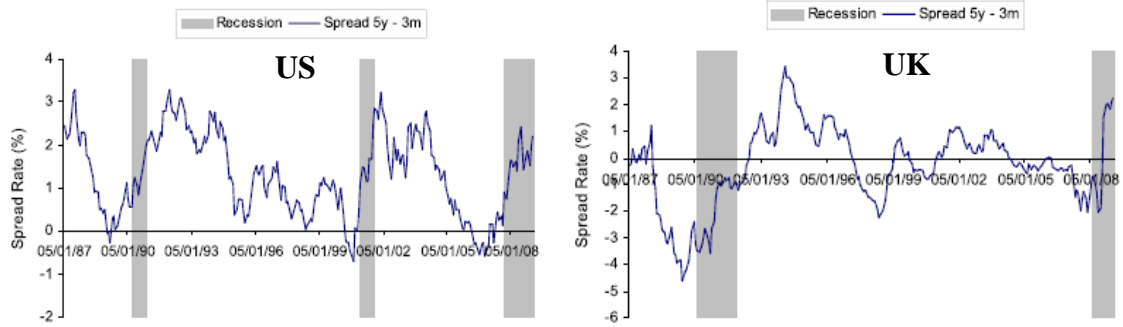 Recession Spread 5y - 3m
US
Spread Rate (%)
4
3
2
1
0
-1
-2
05/01/87 05/01/90 05/01/93 05/01/96 05/01/99 05/01/02 05/01/05 05/01/08
Recession Spread 5y - 3m
UK
Spread Rate (%)
4
3
2
1
0
-1
-2
-3
-4
-5
-6
05/01/87 05/01/90 05/01/93 05/01/96 05/01/99 05/01/02 05/01/05 05/01/08